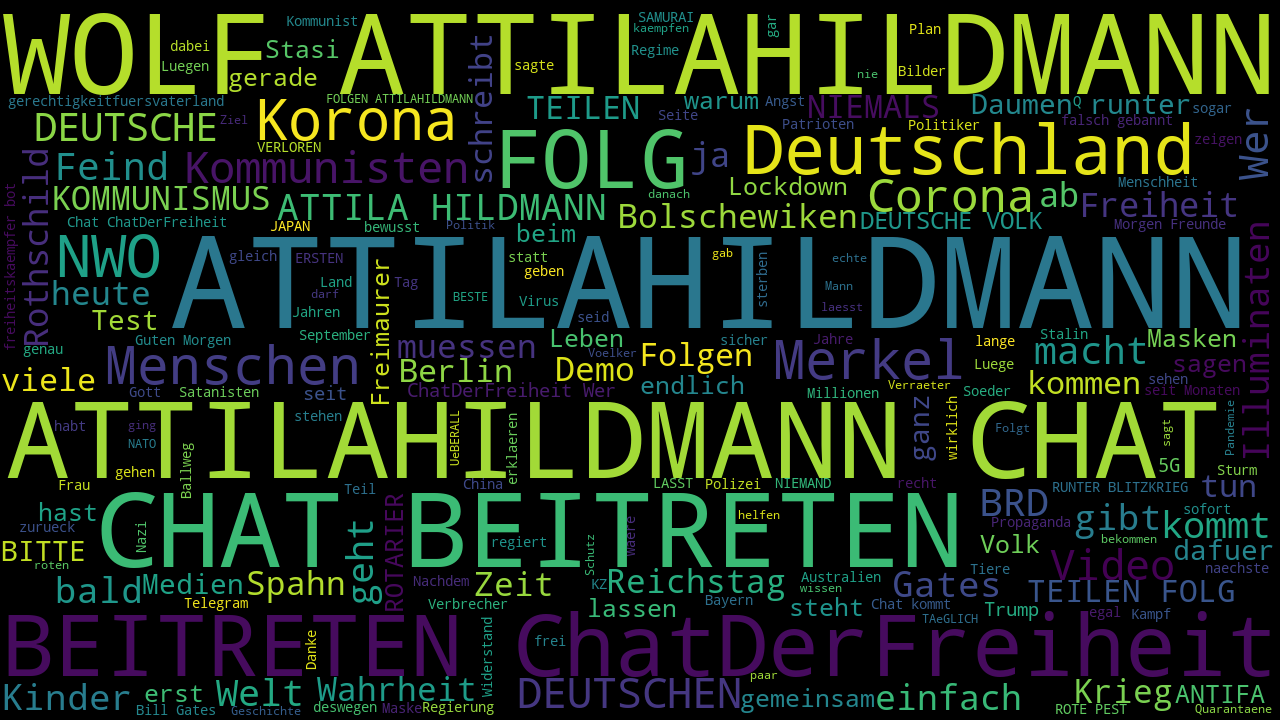 WOLF ATTILAHILDMANN
Kommunist
SAMURAI
kaempfen
gar
Plan
dabei
Stasi
schreibt
Regime
Luegen
gerade
sagte
nie
Bilder
gerechtigkeitfuersvaterland
FOLGEN ATTILAHILDMANN
TEILEN
warum
Angst
NIEMALS
Daumen
Q
runter
sogar
DEUTSCHE
Ziel
Korona
VERLOREN
Seite
Patrioten
Politiker
falsch gebannt
zeigen
Wer
Feind
Kommunisten
FOLG
ja
Deutschland
Rothschild
KOMMUNISMUS
ATTILA HILDMANN
danach
Lockdown
Corona
ab
Menschheit
Freiheit
freiheitskaempfer bot
Chat ChatDerFreiheit
JAPAN
bewusst
Politik
beim
Bolschewiken
DEUTSCHE VOLK
Morgen Freunde
NWO
ATTILAHILDMANN
gleich
ERSTEN
statt
gab
echte
heute
Land
Tag
geben
sterben
Mann
darf
BESTE
Virus
laesst
Test
Jahren
Freimaurer
seid
Illuminaten
genau
Guten Morgen
September
muessen
Leben
sicher
Jahre
lange
Stalin
Masken
Menschen
Voelker
Folgen
Merkel
macht
viele
Berlin
Demo
Luege
sagen
Gott
Satanisten
seit
ChatDerFreiheit Wer
endlich
Millionen
Verraeter
Soeder
kommen
sehen
seit Monaten
ATTILAHILDMANN CHAT
habt
ging
stehen
UeBERALL
erklaeren
ganz
wirklich
Folgt
sagt
Pandemie
NATO
Ballweg
gehen
5G
Sturm
Frau
Teil
China
LASST
Polizei
NIEMAND
recht
RUNTER BLITZKRIEG
tun
hast
CHAT BEITRETEN
BRD
sofort
zurueck
Nazi
geht
ROTARIER
helfen
Waere
Propaganda
gibt
kommt
BITTE
regiert
Schutz
Volk
bekommen
dafuer
roten
Video
bald
Medien
Spahn
Nachdem
Zeit
KZ
Reichstag
Australien
wissen
Gates
Tiere
naechste
TEILEN FOLG
Telegram
Verbrecher
lassen
Bayern
steht
Chat kommt
Trump
egal
Kampf
BEITRETEN
Danke
Widerstand
frei
TAeGLICH
ChatDerFreiheit
Kinder
erst
Welt
Wahrheit
DEUTSCHEN
paar
gemeinsam
einfach
Krieg
ANTIFA
Bill Gates
Geschichte
deswegen
Maske
Regierung
ROTE PEST
Quarantaene